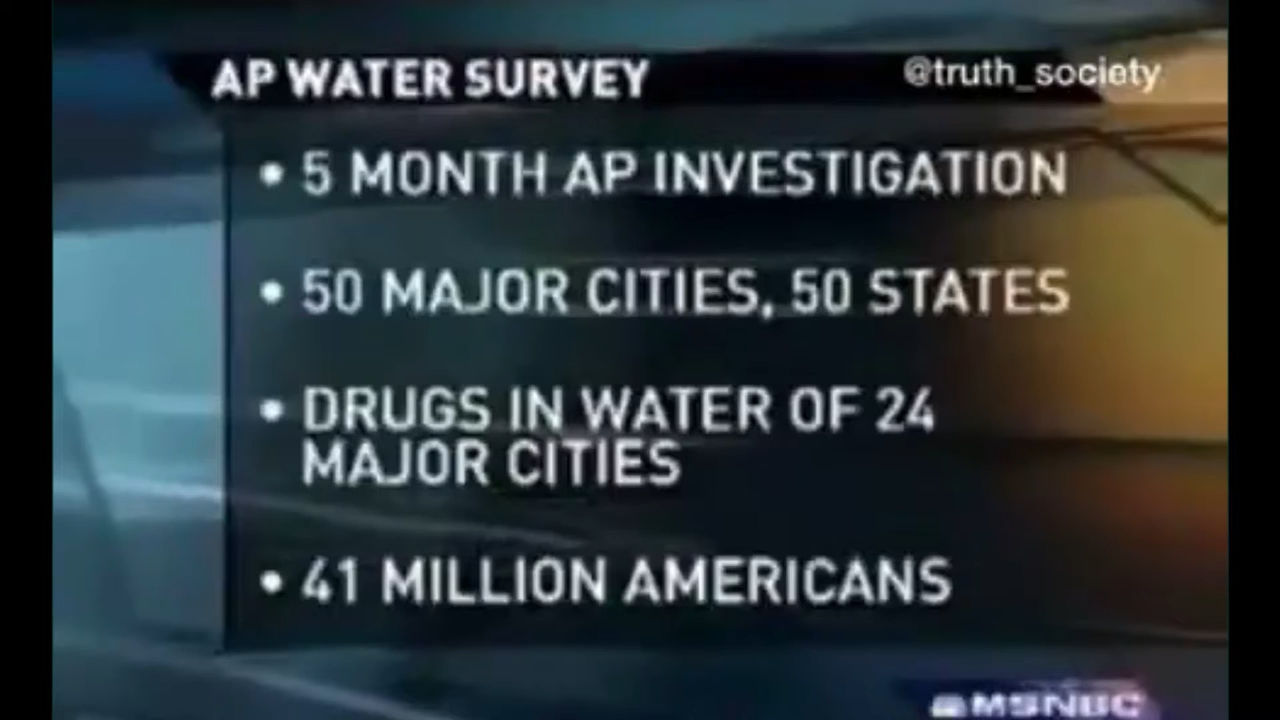 AP WATER SURVEY
@truth_society
• 5 MONTH AP INVESTIGATION
• 50 MAJOR CITIES, 50 STATES
• DRUGS IN WATER OF 24
MAJOR CITIES
• 41 MILLION AMERICANS
MSNBC